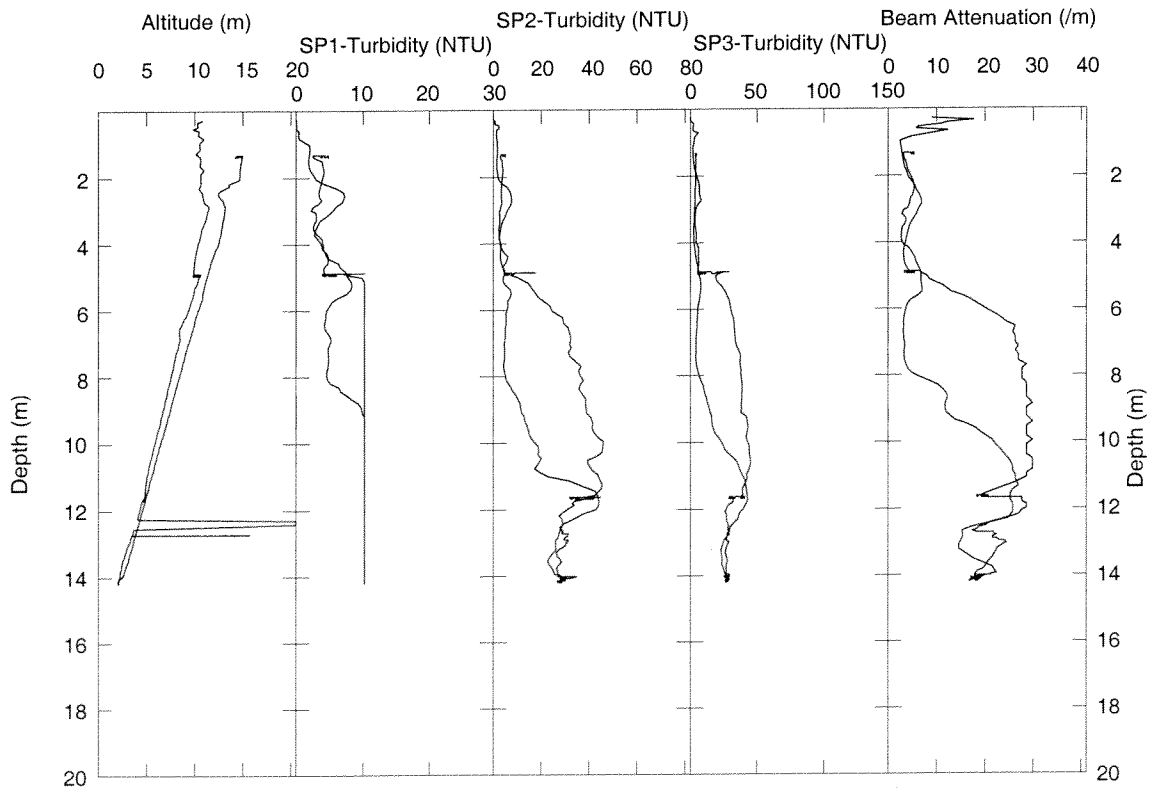 SP2-Turbidity (NTU)
Altitude (m)
Beam Attenuation (/m)
SP1-Turbidity (NTU)
SP3-Turbidity (NTU)
0 5 10 15 20
0 20 40 60 80
0 10 20 30 40
0 10 20 30
0 50 100 150
2 2
4 4
6 6
8 8
10 10
Depth (m)
Depth (m)
12 12
14 14
16 16
18 18
20 20